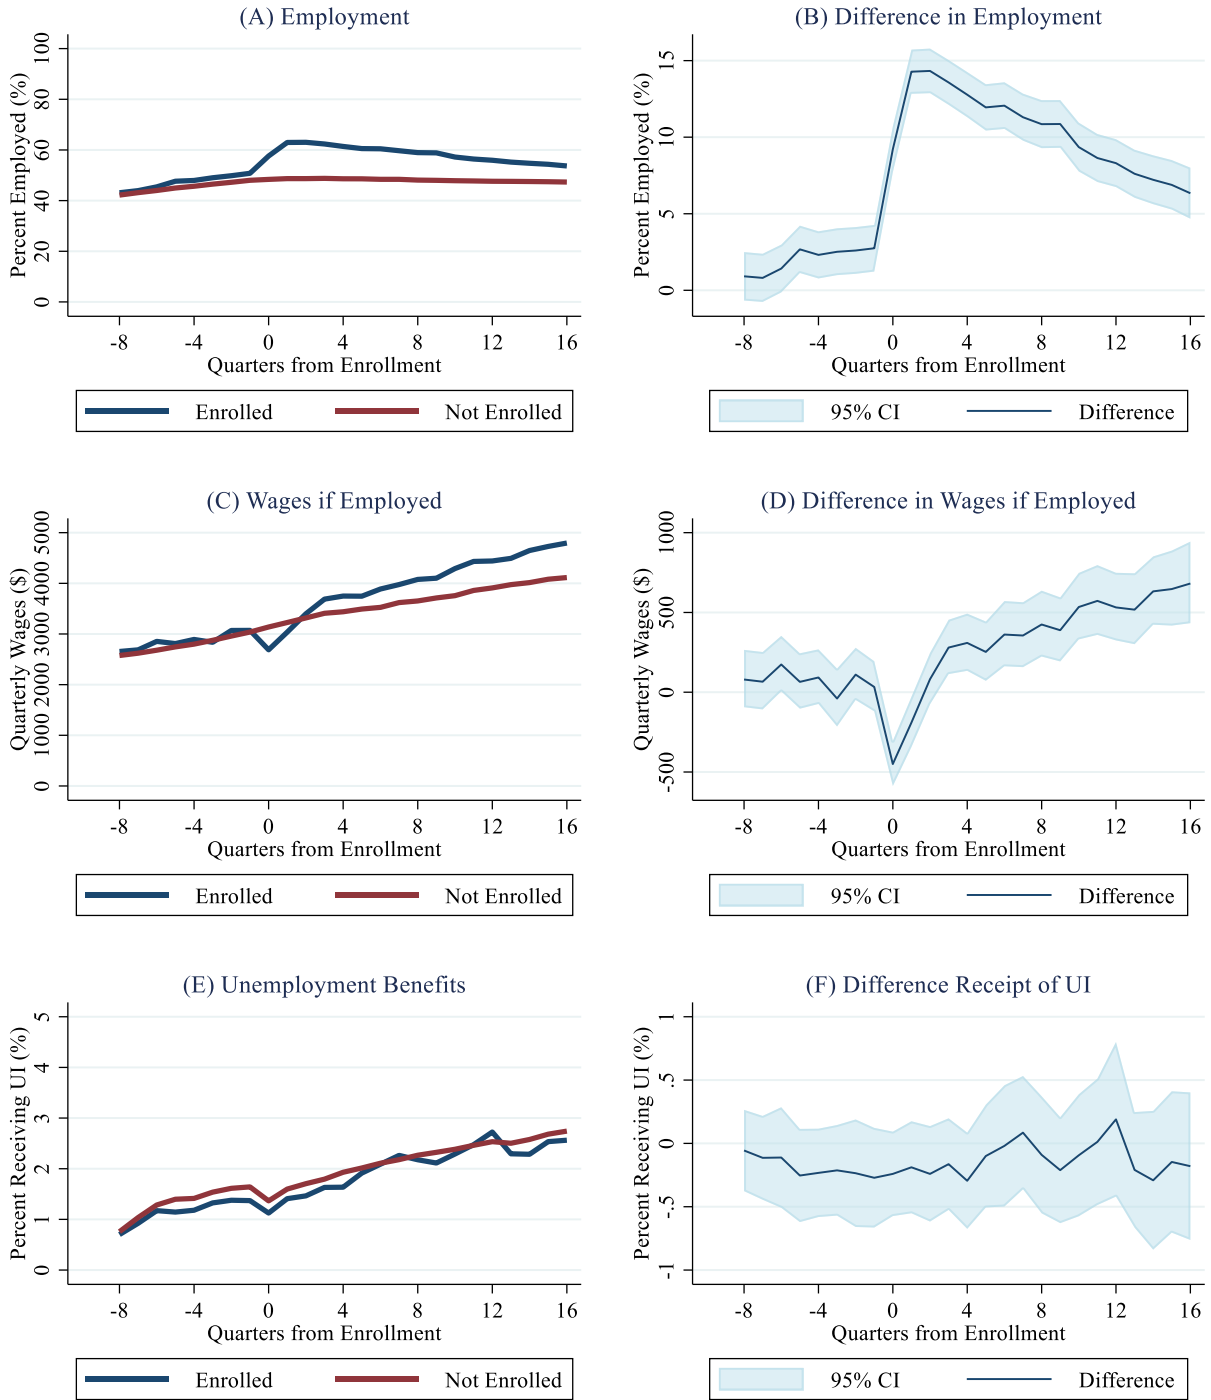 (A) Employment
Percent Employed (%)
100
80
60
40
20
0
-8 -4 0 4 8 12 16
Quarters from Enrollment
Enrolled Not Enrolled
(B) Difference in Employment
Percent Employed (%)
15
10
5
0
-8 -4 0 4 8 12 16
Quarters from Enrollment
95% CI Difference
(C) Wages if Employed
Quarterly Wages ($)
5000
4000
3000
2000
1000
0
-8 -4 0 4 8 12 16
Quarters from Enrollment
Enrolled Not Enrolled
(D) Difference in Wages if Employed
Quarterly Wages ($)
1000
500
0
-500
-8 -4 0 4 8 12 16
Quarters from Enrollment
95% CI Difference
(E) Unemployment Benefits
Percent Receiving UI (%)
5
4
3
2
1
0
-8 -4 0 4 8 12 16
Quarters from Enrollment
Enrolled Not Enrolled
(F) Difference Receipt of UI
Percent Receiving UI (%)
1
.5
0
-.5
-1
-8 -4 0 4 8 12 16
Quarters from Enrollment
95% CI Difference